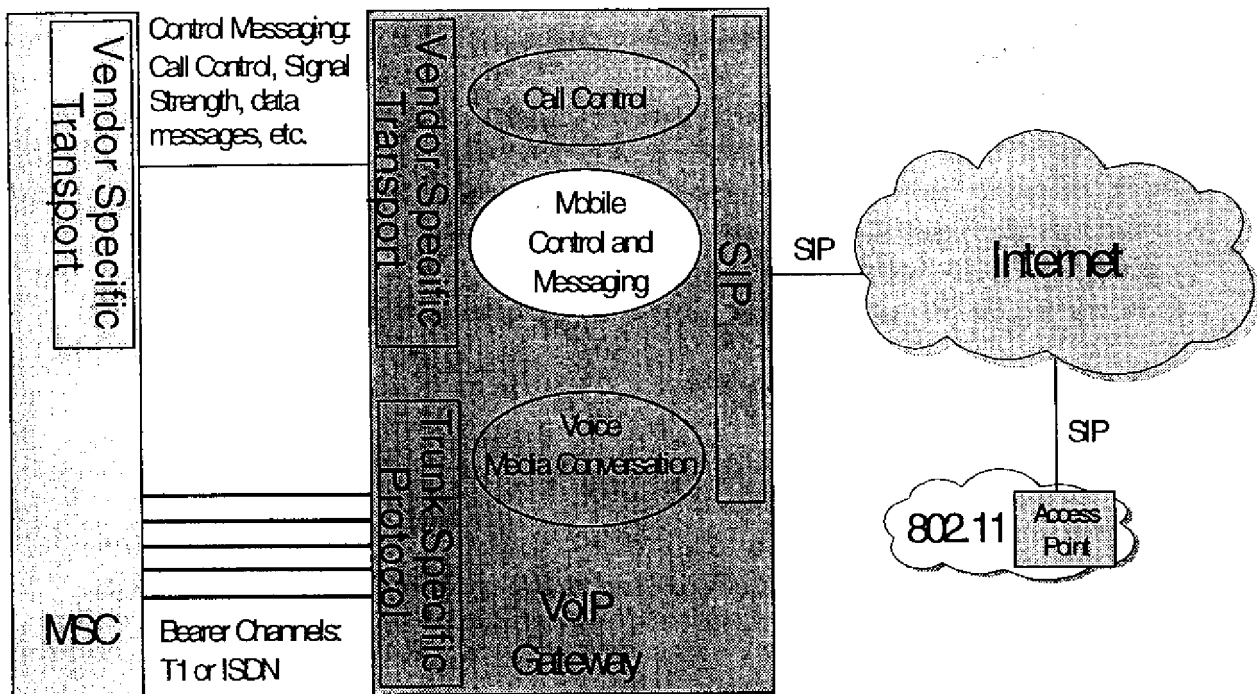 Vendor Specific
Transport
Control Messaging:
Call Control, Signal
Strength, data
messages, etc.
Vendor Specific
Transport
Call Control
Mobile
Control and
Messaging
SIP
SIP
Internet
SIP
802.11
Access
Point
Voice
Media Conversation
Trunk Specific
Protocol
VoIP
Gateway
MSC
Bearer Channels:
T1 or ISDN